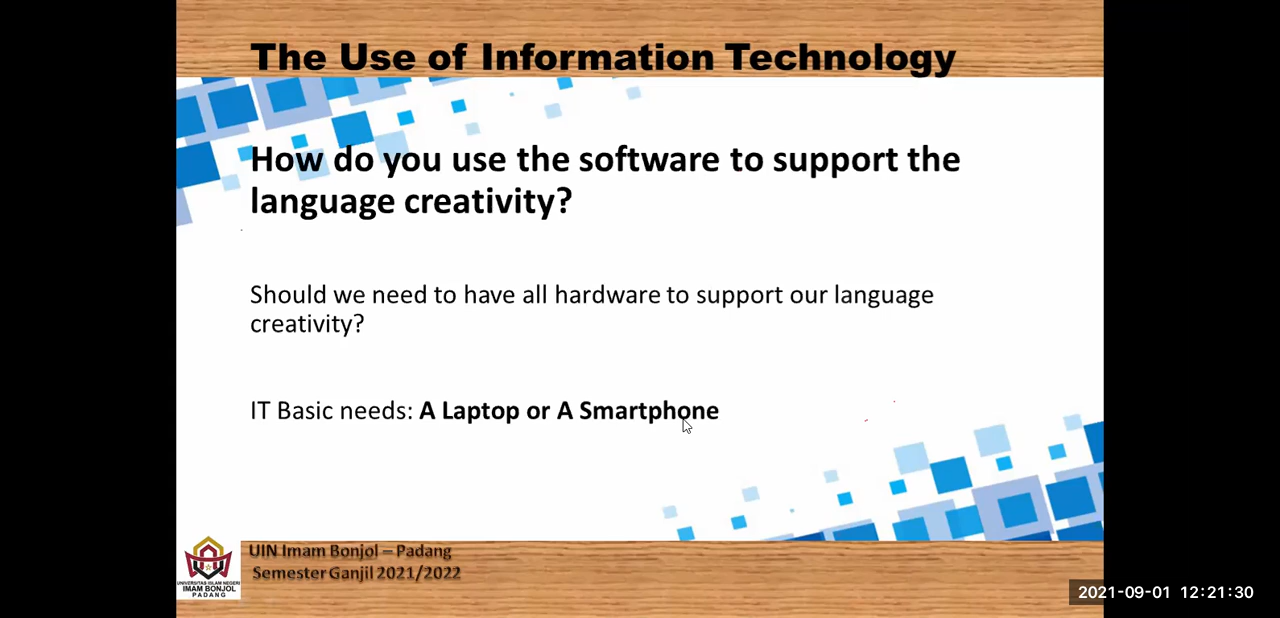 The Use of Information Technology
How do you use the software to support the
language creativity?
Should we need to have all hardware to support our language
creativity?
IT Basic needs: A Laptop or A Smartphone
UIN Imam Bonjol – Padang
Semester Ganjil 2021/2022
UNIVERSITAS ISLAM NEGERI
IMAM BONJOL
PADANG
2021-09-01 12:21:30